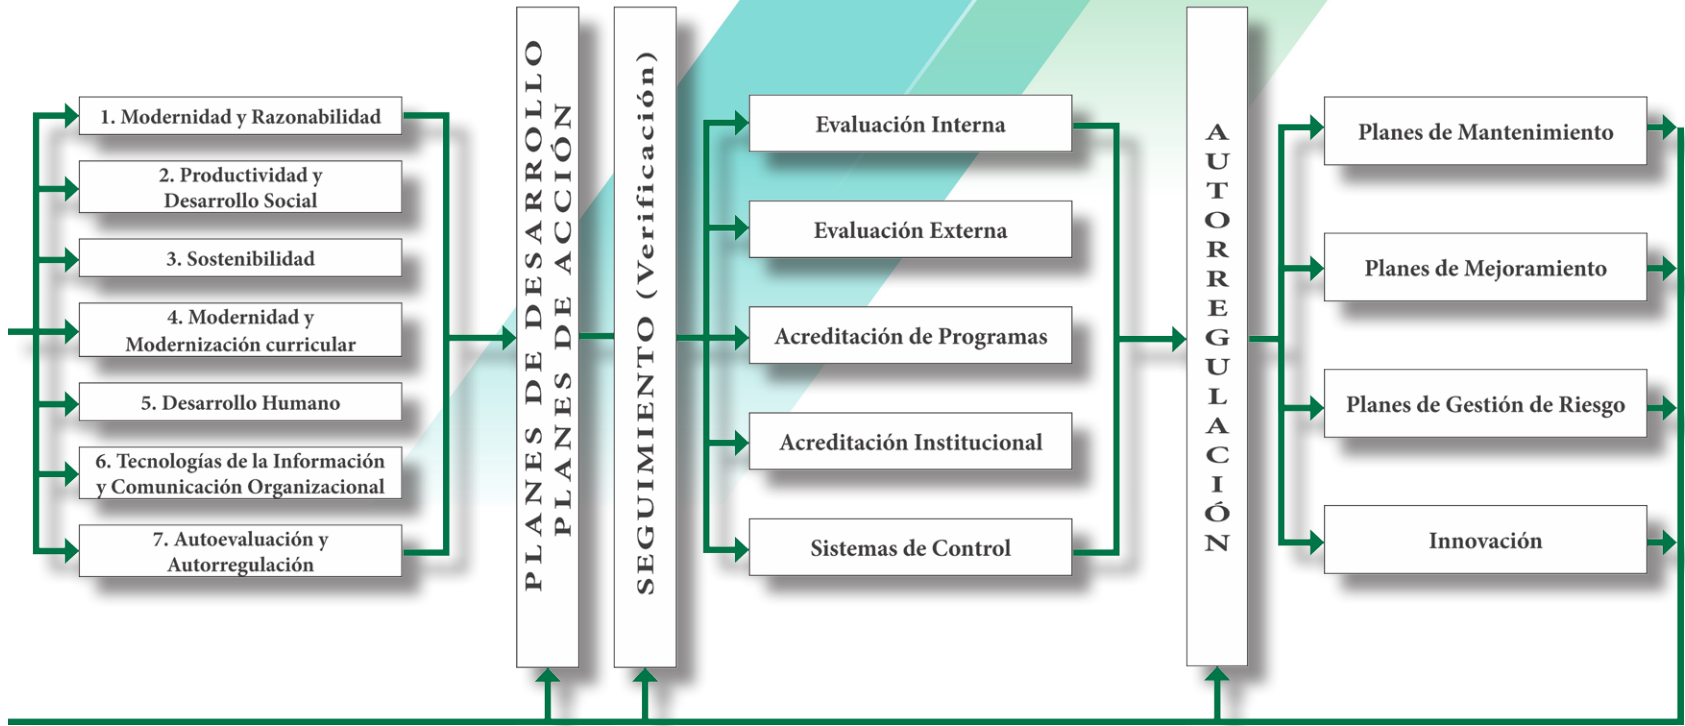 1. Modernidad y Razonabilidad
2. Productividad y
Desarrollo Social
3. Sostenibilidad
4. Modernidad y
Modernización curricular
5. Desarrollo Humano
6. Tecnologías de la Información
y Comunicación Organizacional
7. Autoevaluación y
Autorregulación
PLANES DE DESARROLLO
PLANES DE ACCIÓN
SEGUIMIENTO (Verificación)
Evaluación Interna
Evaluación Externa
Acreditación de Programas
Acreditación Institucional
Sistemas de Control
AUTORREGULACIÓN
Planes de Mantenimiento
Planes de Mejoramiento
Planes de Gestión de Riesgo
Innovación